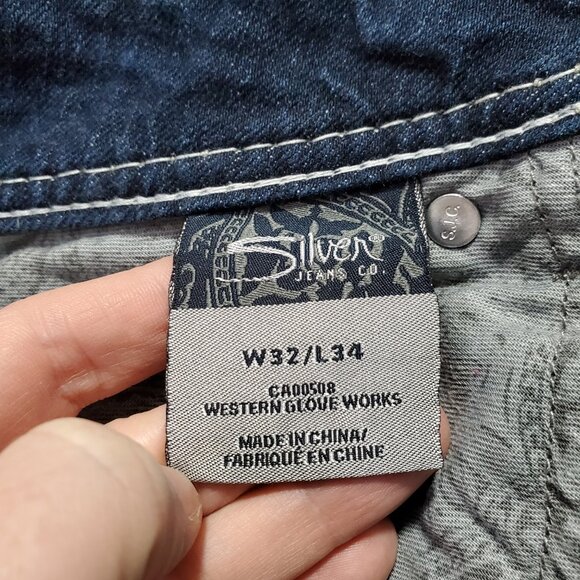 Silver
JEANS CO.
S.J.C.
W32/L34
CA00508
WESTERN GLOVE WORKS
MADE IN CHINA/
FABRIQUÉ EN CHINE